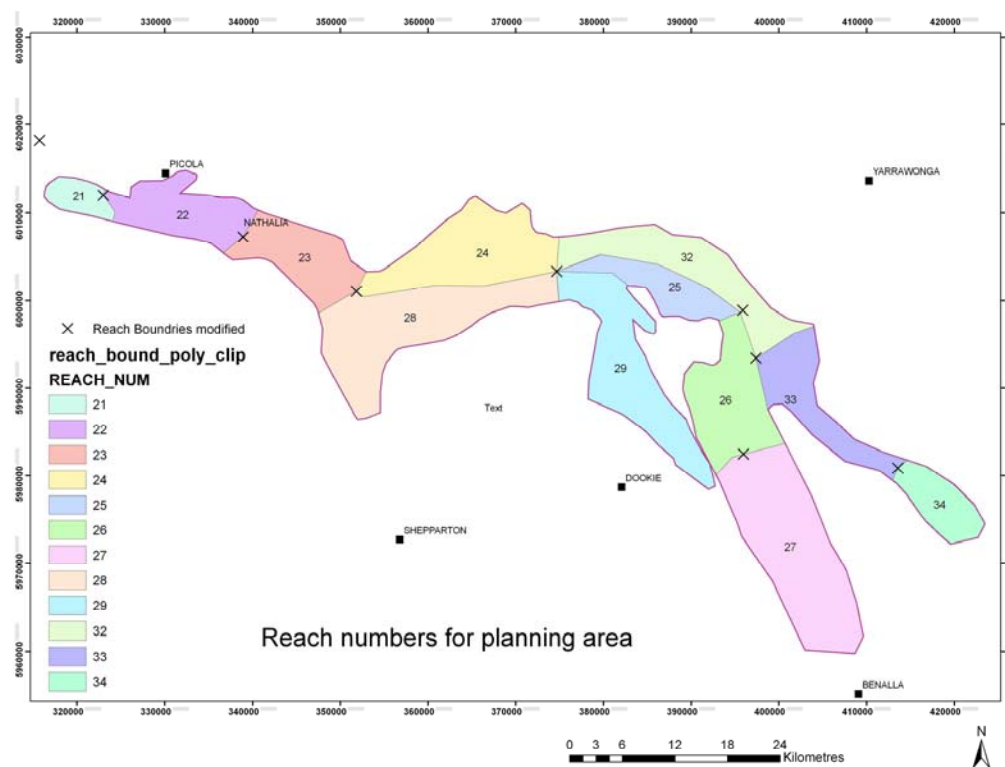 320000 330000 340000 350000 360000 370000 380000 390000 400000 410000 420000
6030000
6020000
6010000
6000000
5990000
5980000
5970000
5960000
PICOLA
YARRAWONGA
21
22
NATHALIA
23
24
32
25
28
29
26
33
Text
DOOKIE
34
SHEPPARTON
27
BENALLA
Reach Boundries modified
reach_bound_poly_clip
REACH_NUM
21
22
23
24
25
26
27
28
29
32
33
34
Reach numbers for planning area
320000 330000 340000 350000 360000 370000 380000 390000 400000 410000 420000
0 3 6 12 18 24
Kilometres
N